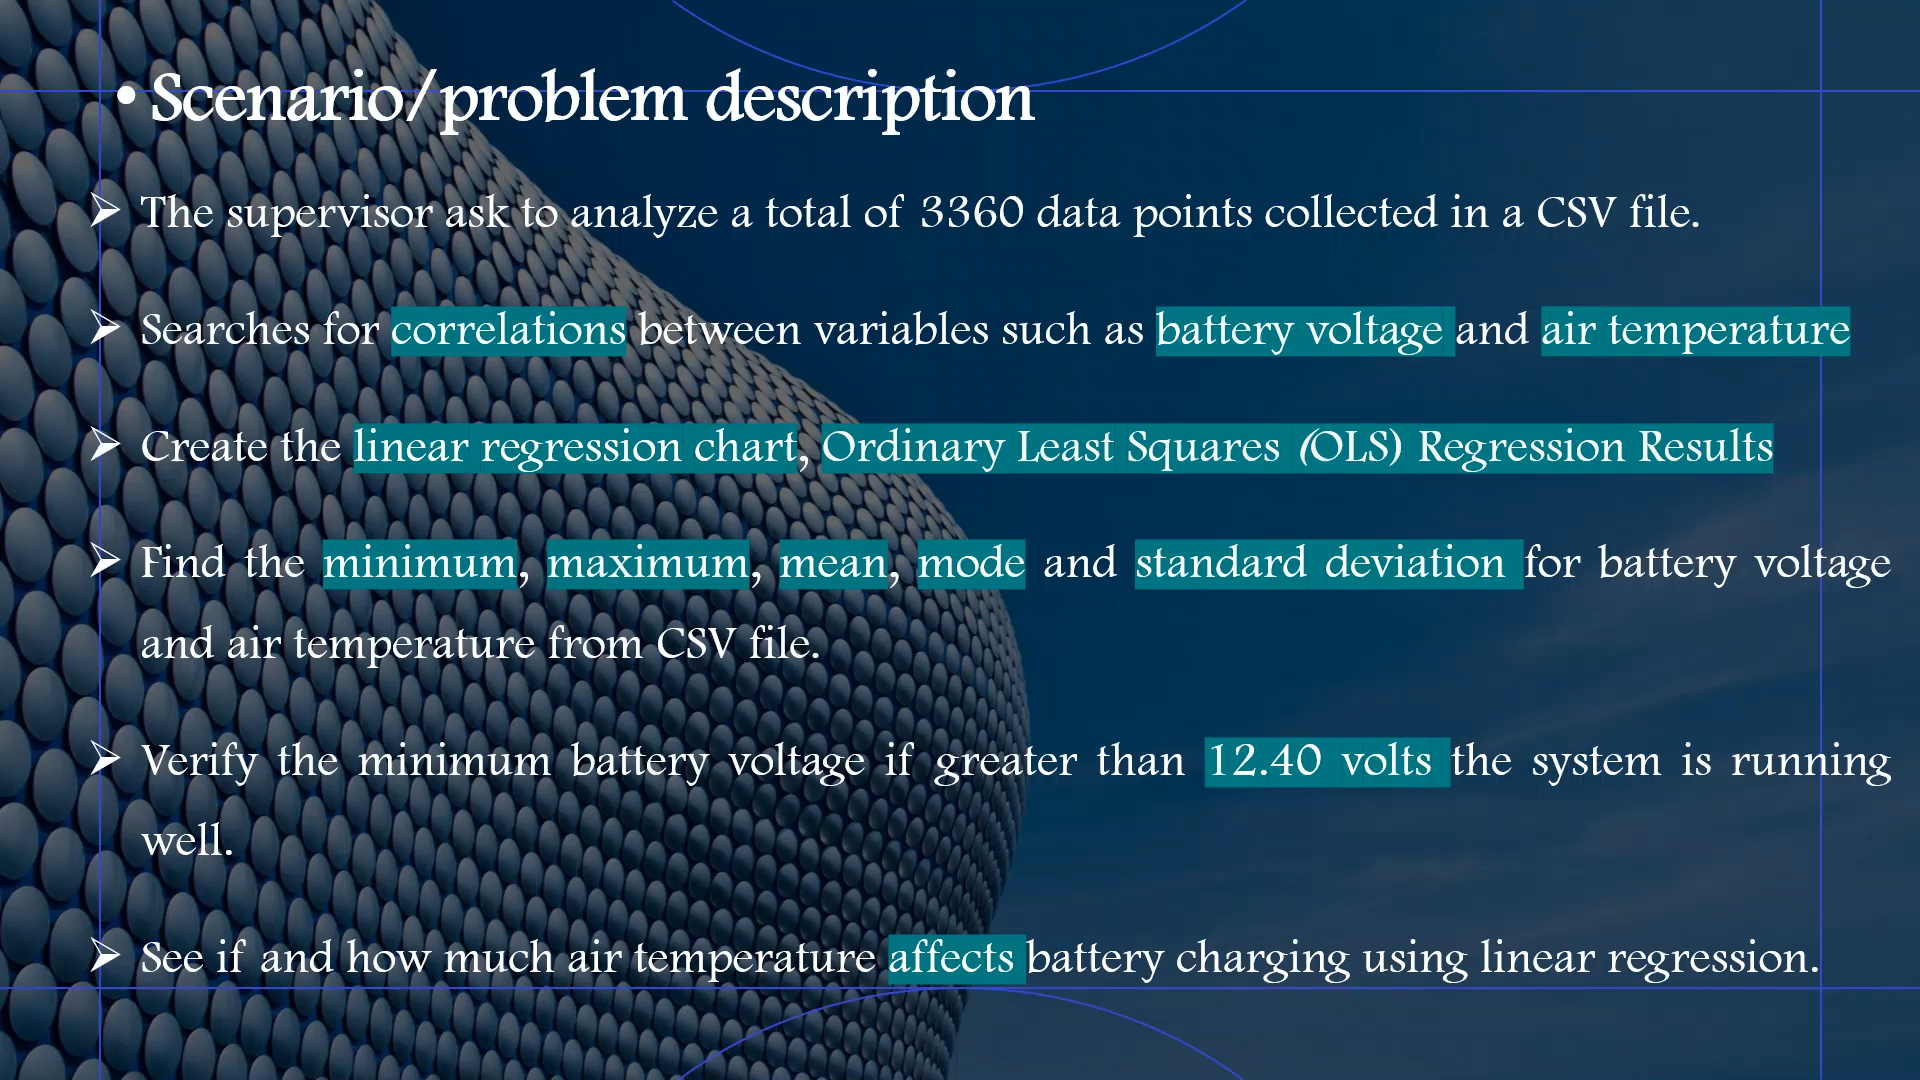 • Scenario/problem description
➢ The supervisor ask to analyze a total of 3360 data points collected in a CSV file.
➢ Searches for correlations between variables such as battery voltage and air temperature
➢ Create the linear regression chart, Ordinary Least Squares (OLS) Regression Results
➢ Find the minimum, maximum, mean, mode and standard deviation for battery voltage
and air temperature from CSV file.
➢ Verify the minimum battery voltage if greater than 12.40 volts the system is running
well.
➢ See if and how much air temperature affects battery charging using linear regression.